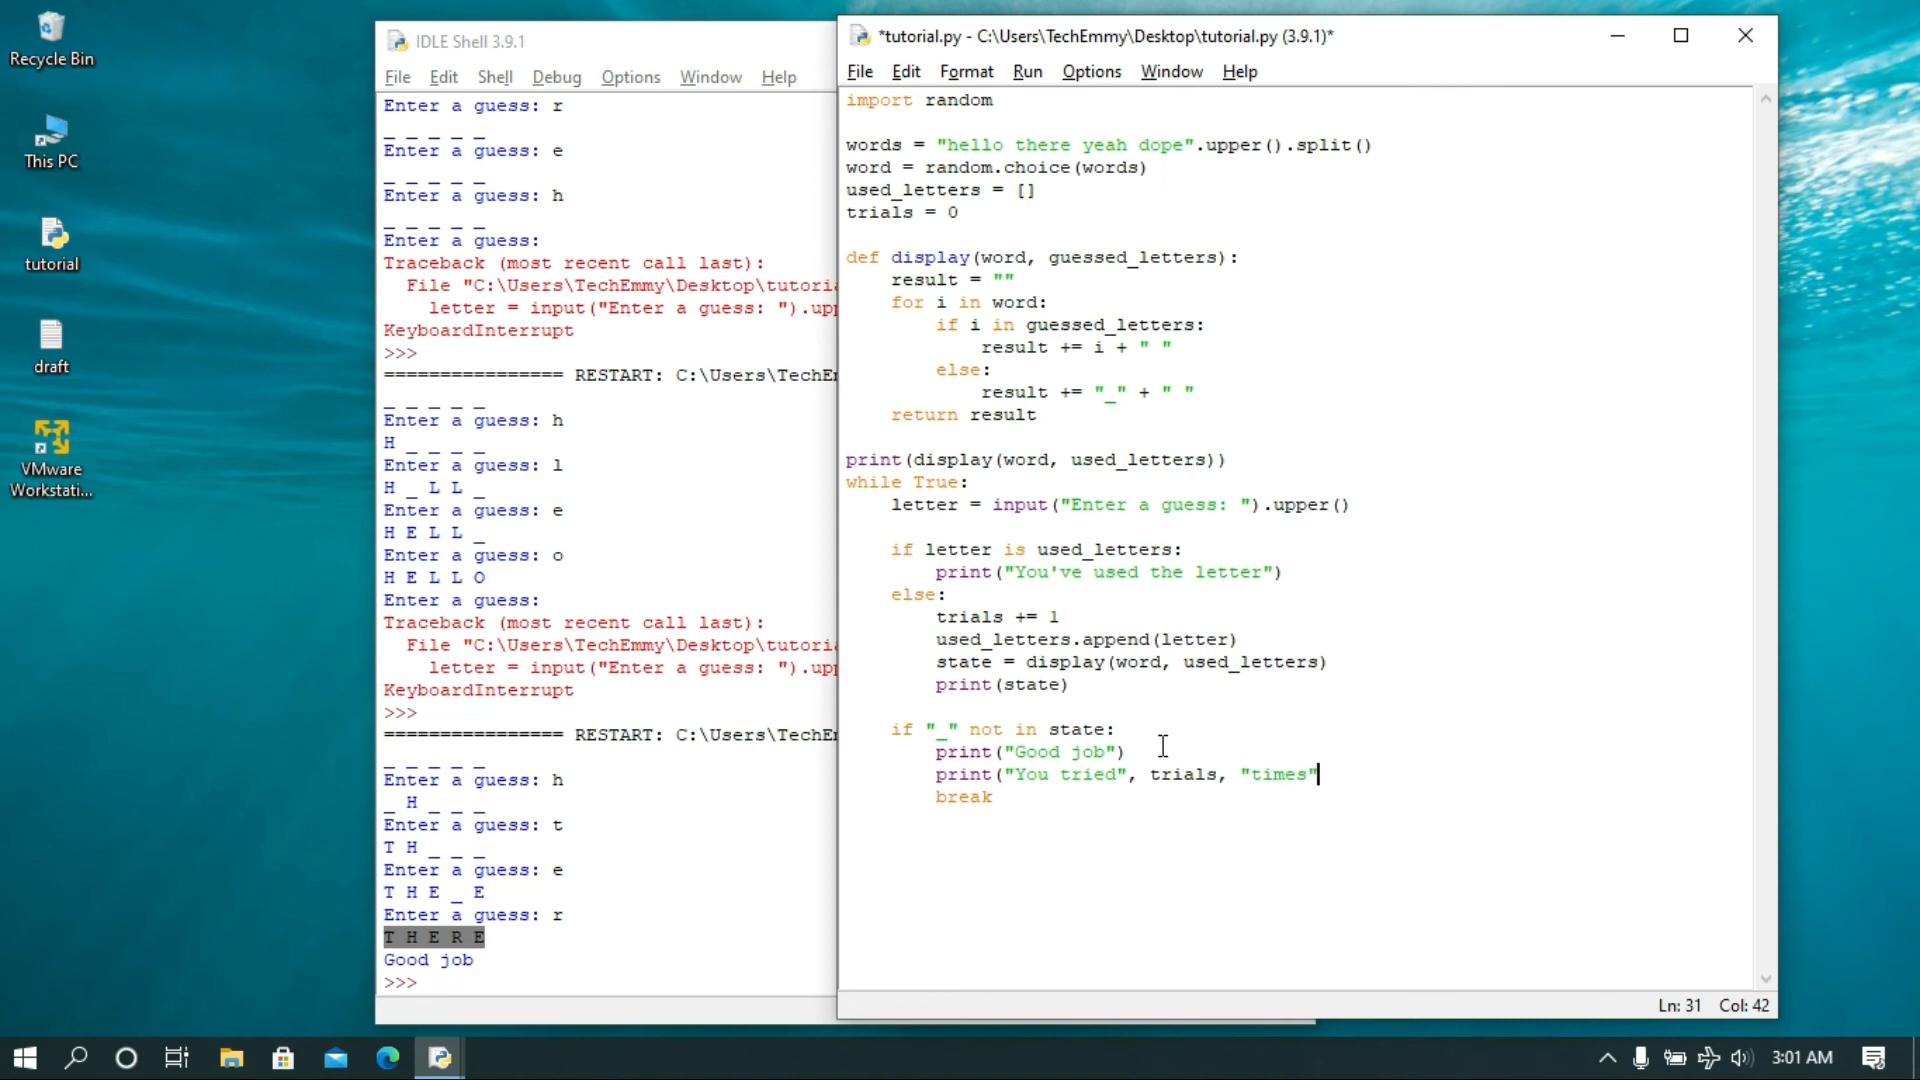 Recycle Bin
This PC
tutorial
draft
VMware
Workstati...
IDLE Shell 3.9.1
File Edit Shell Debug Options Window Help
Enter a guess: r
_ _ _ _ _
Enter a guess: e
_ _ _ _ _
Enter a guess: h
_ _ _ _ _
Enter a guess:
Traceback (most recent call last):
File "C:\Users\TechEmmy\Desktop\tutoria
letter = input("Enter a guess: ").upp
KeyboardInterrupt
>>>
================ RESTART: C:\Users\TechEm
_ _ _ _ _
Enter a guess: h
H _ _ _ _
Enter a guess: l
H _ L L _
Enter a guess: e
H E L L _
Enter a guess: o
H E L L O
Enter a guess:
Traceback (most recent call last):
File "C:\Users\TechEmmy\Desktop\tutoria
letter = input("Enter a guess: ").upp
KeyboardInterrupt
>>>
================ RESTART: C:\Users\TechEm
_ _ _ _ _
Enter a guess: h
_ H _ _ _
Enter a guess: t
T H _ _ _
Enter a guess: e
T H E _ E
Enter a guess: r
T H E R E
Good job
>>>
*tutorial.py - C:\Users\TechEmmy\Desktop\tutorial.py (3.9.1)*
File Edit Format Run Options Window Help
import random
words = "hello there yeah dope".upper().split()
word = random.choice(words)
used_letters = []
trials = 0
def display(word, guessed_letters):
    result = ""
    for i in word:
        if i in guessed_letters:
            result += i + " "
        else:
            result += "_" + " "
    return result
print(display(word, used_letters))
while True:
    letter = input("Enter a guess: ").upper()
    if letter is used_letters:
        print("You've used the letter")
    else:
        trials += 1
        used_letters.append(letter)
        state = display(word, used_letters)
        print(state)
    if "_" not in state:
        print("Good job")
        print("You tried", trials, "times"
        break
Ln: 31 Col: 42
3:01 AM